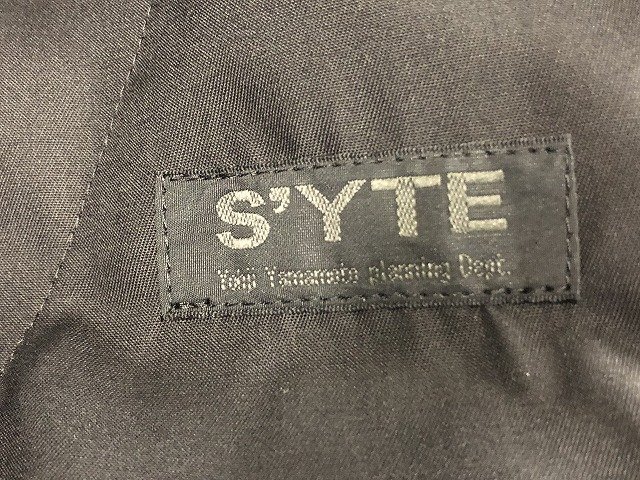 S'YTE
Yohji Yamamoto planning Dept.